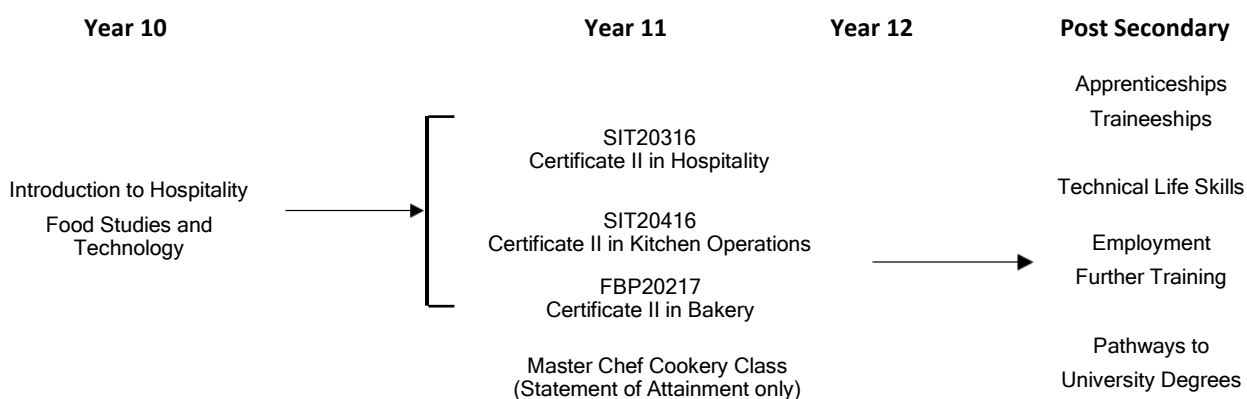 Year 10
Year 11
Year 12
Post Secondary
Introduction to Hospitality
Food Studies and
Technology
SIT20316
Certificate II in Hospitality
SIT20416
Certificate II in Kitchen Operations
FBP20217
Certificate II in Bakery
Master Chef Cookery Class
(Statement of Attainment only)
Apprenticeships
Traineeships
Technical Life Skills
Employment
Further Training
Pathways to
University Degrees